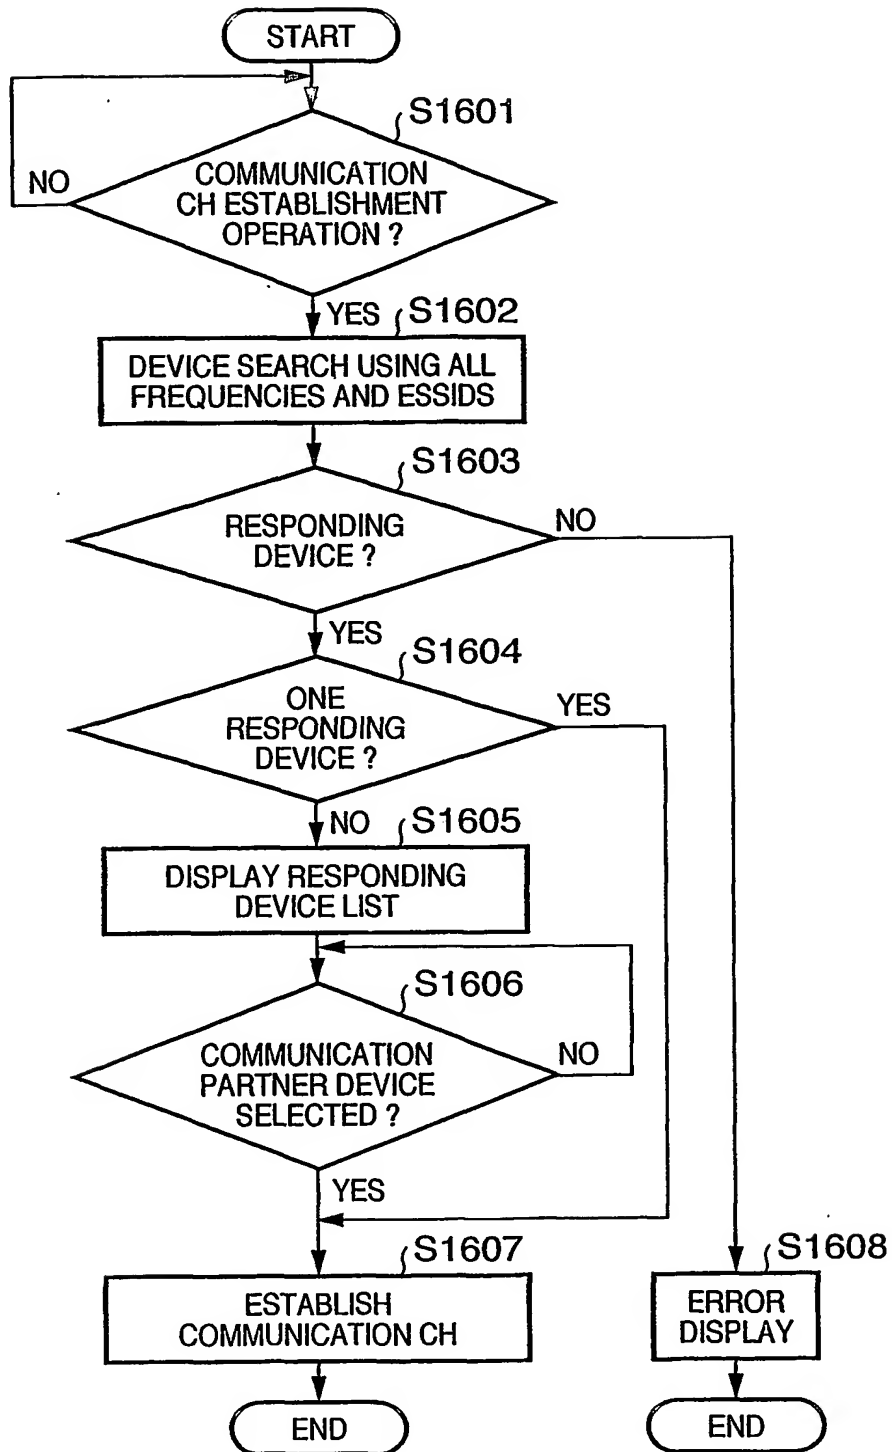 START
S1601
NO
COMMUNICATION
CH ESTABLISHMENT
OPERATION ?
YES
S1602
DEVICE SEARCH USING ALL
FREQUENCIES AND ESSIDS
S1603
RESPONDING
DEVICE ?
NO
YES
S1604
ONE
RESPONDING
DEVICE ?
YES
NO
S1605
DISPLAY RESPONDING
DEVICE LIST
S1606
COMMUNICATION
PARTNER DEVICE
SELECTED ?
NO
YES
S1607
ESTABLISH
COMMUNICATION CH
END
S1608
ERROR
DISPLAY
END